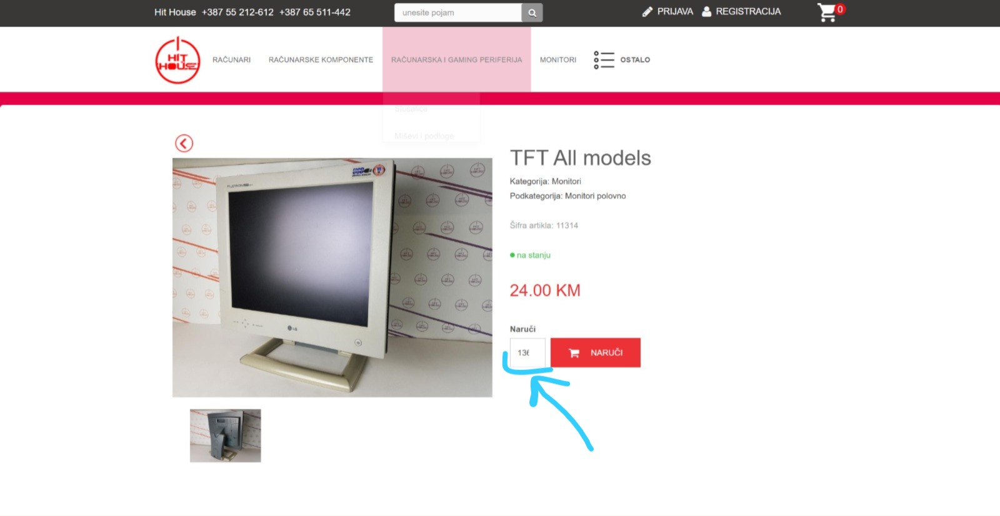 Hit House +387 55 212-612 +387 65 511-442
unesite pojam
PRIJAVA REGISTRACIJA
0
HIT HOUSE
RAČUNARI RAČUNARSKE KOMPONENTE RAČUNARSKA I GAMING PERIFERIJA MONITORI OSTALO
Slušalice
Miševi i podloge
TFT All models
Kategorija: Monitori
Podkategorija: Monitori polovno
Šifra artikla: 11314
na stanju
24.00 KM
Naruči
136
NARUČI
LG